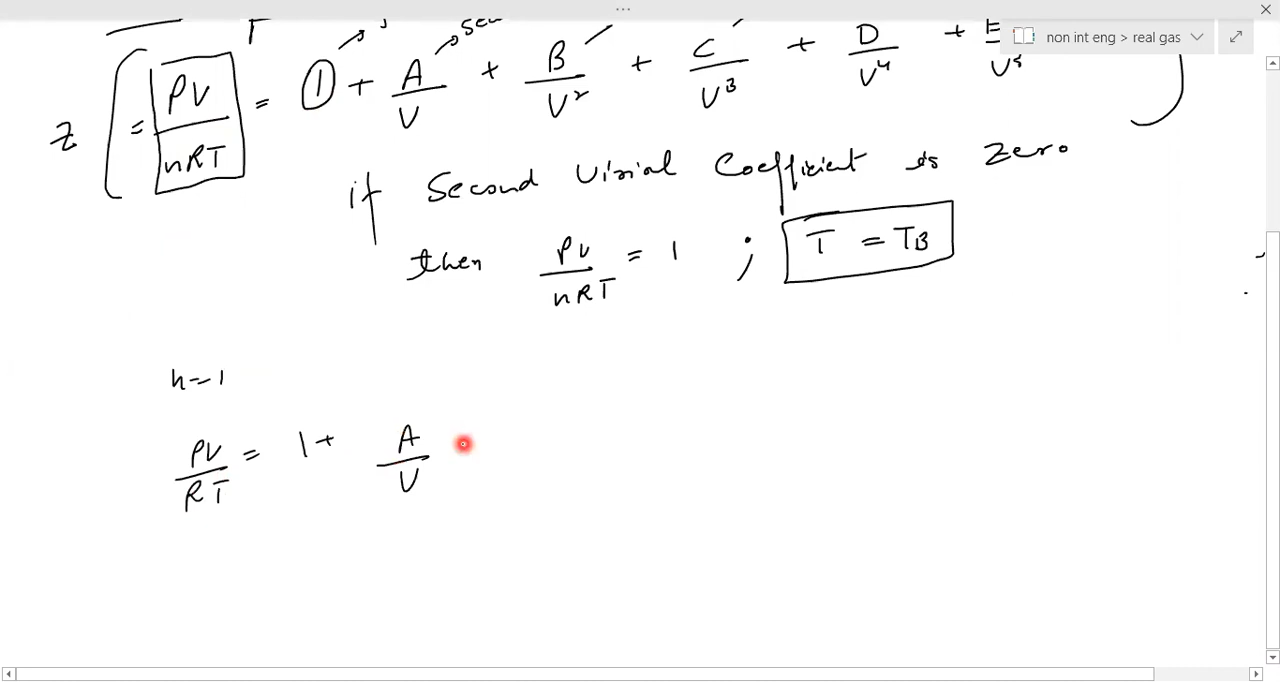 ...
non int eng > real gas
Z ( = PV/nRT = 1 + A/V + B/V² + C/V³ + D/V⁴ + E/V⁵ )
if Second Virial Coefficient is Zero
then PV/nRT = 1 ; T = TB
n=1
PV/RT = 1+ A/V